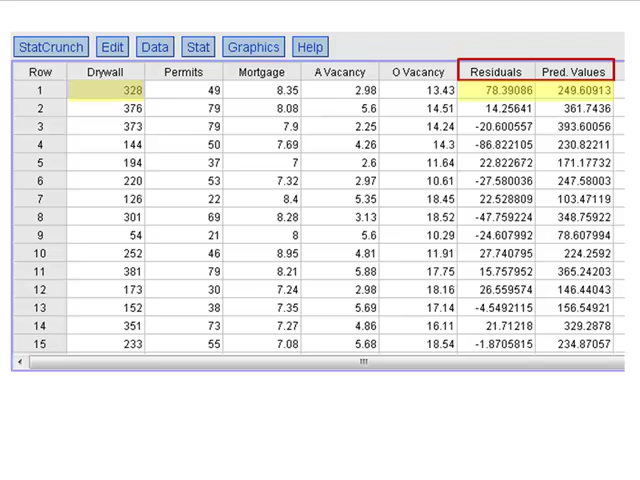 StatCrunch Edit Data Stat Graphics Help
Row Drywall Permits Mortgage A Vacancy O Vacancy Residuals Pred. Values
1 328 49 8.35 2.98 13.43 78.39086 249.60913
2 376 79 8.08 5.6 14.51 14.25641 361.7436
3 373 79 7.9 2.25 14.24 -20.600557 393.60056
4 144 50 7.69 4.26 14.3 -86.822105 230.82211
5 194 37 7 2.6 11.64 22.822672 171.17732
6 220 53 7.32 2.97 10.61 -27.580036 247.58003
7 126 22 8.4 5.35 18.45 22.528809 103.47119
8 301 69 8.28 3.13 18.52 -47.759224 348.75922
9 54 21 8 5.6 10.29 -24.607992 78.607994
10 252 46 8.95 4.81 11.91 27.740795 224.2592
11 381 79 8.21 5.88 17.75 15.757952 365.24203
12 173 30 7.24 2.98 18.16 26.559574 146.44043
13 152 38 7.35 5.69 17.14 -4.5492115 156.54921
14 351 73 7.27 4.86 16.11 21.71218 329.2878
15 233 55 7.08 5.68 18.54 -1.8705815 234.87057